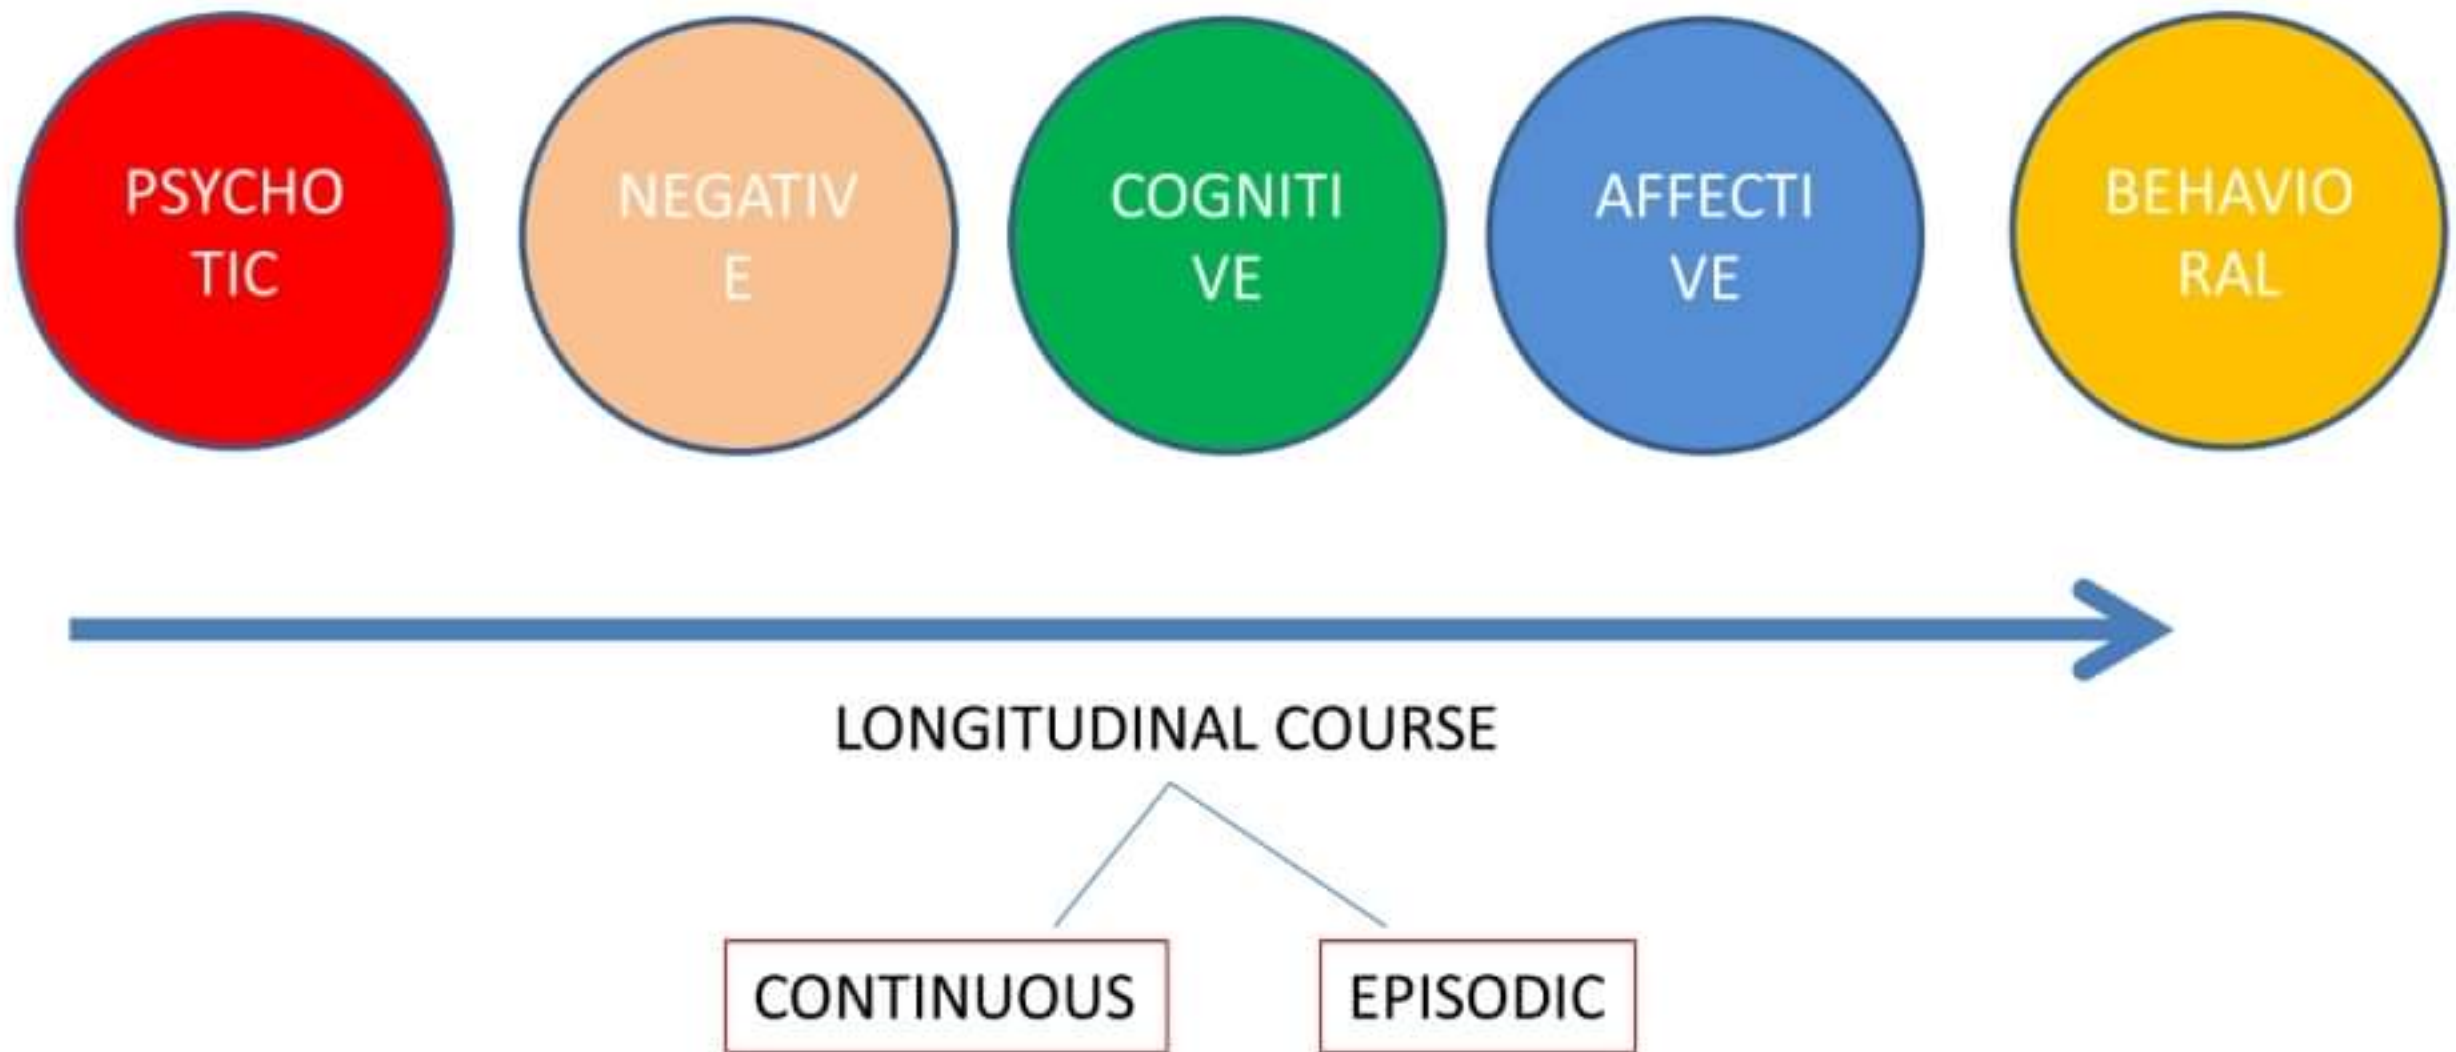 PSYCHO
TIC
NEGATIV
E
COGNITI
VE
AFFECTI
VE
BEHAVIO
RAL
LONGITUDINAL COURSE
CONTINUOUS
EPISODIC